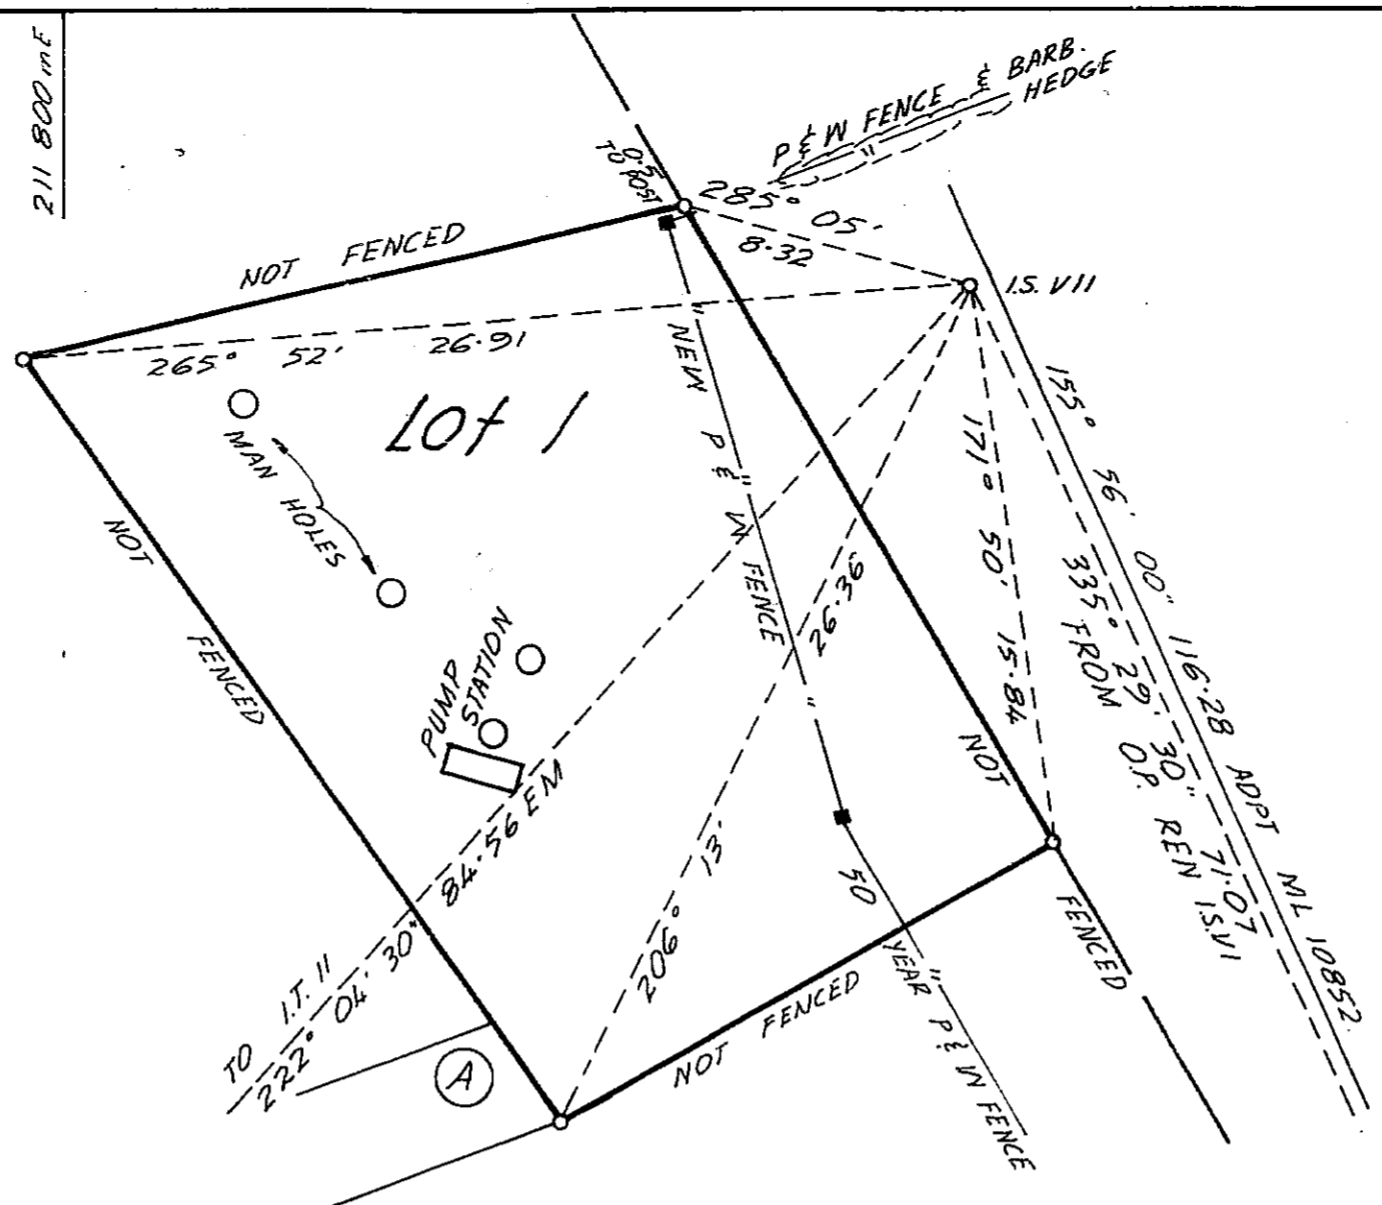 211 800 mE
P & W FENCE & BARB.
HEDGE
0·5
TO POST
285° 05'
8·32
NOT FENCED
I.S. VII
265° 52' 26·91
LOT 1
MAN HOLES
NEW P & W FENCE
"
"
"
"
155° 56' 00" 116·28 ADPT ML 10852
335° 29' 30" 71·07
FROM O.P. REN I.S.VI
171° 50' 15·84
NOT FENCED
PUMP
STATION
26·36
206° 13'
84·56 EM
TO I.T. II
222° 04' 30"
NOT FENCED
50 YEAR P & W FENCE
"
NOT FENCED
A